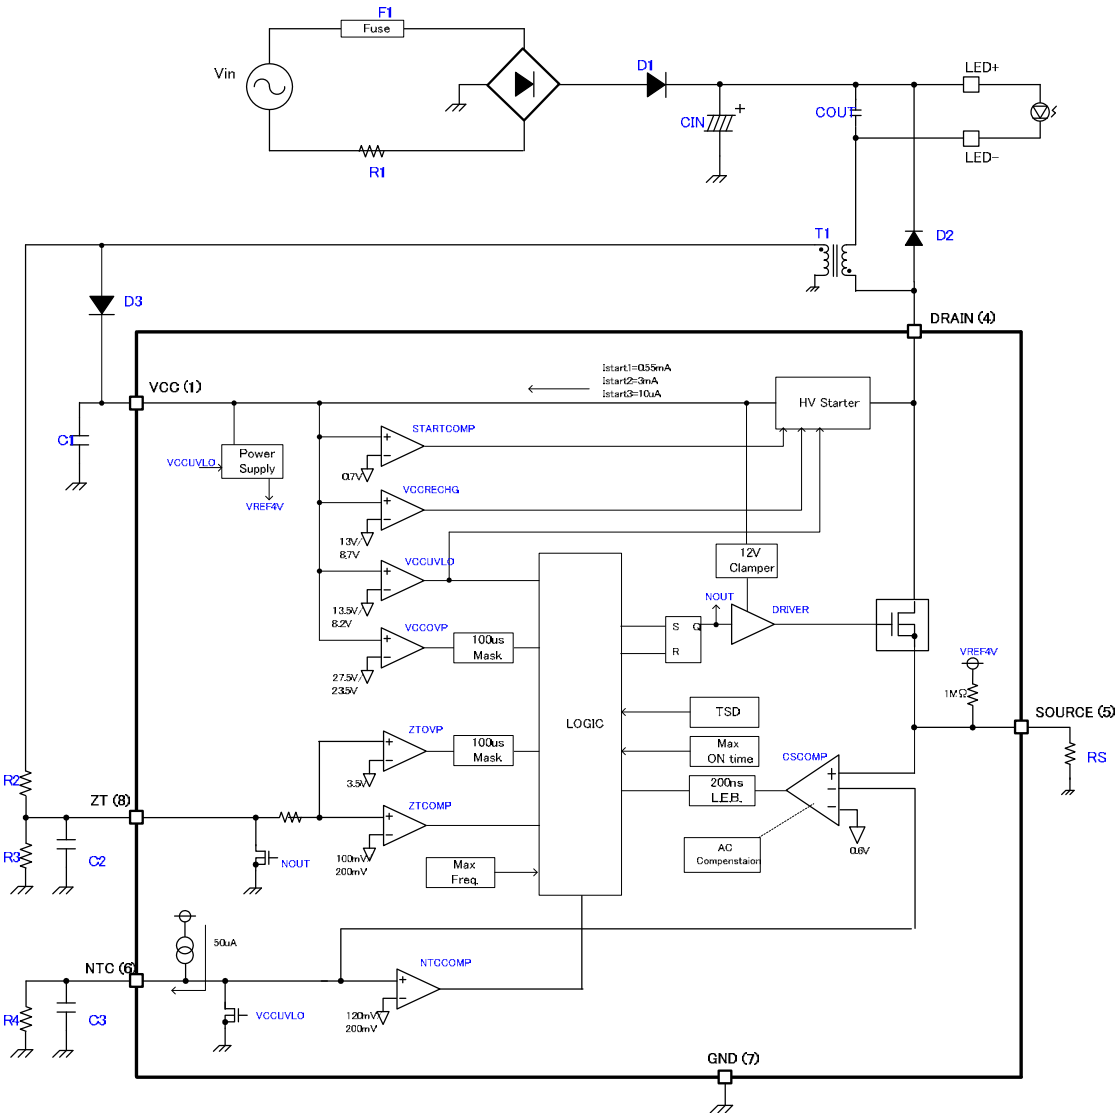 F1
Fuse
Vin
R1
D1
CIN
+
COUT
LED+
LED-
T1
D2
D3
DRAIN (4)
VCC (1)
Istart1=0.55mA
Istart2=3mA
Istart3=10uA
HV Starter
C1
VCCUVLO
Power
Supply
VREF4V
STARTCOMP
+
-
0.7V
VCCRECHG
+
-
13V/
8.7V
VCCUVLO
+
-
13.5V/
8.2V
VCCOVP
+
-
27.5V/
23.5V
100us
Mask
12V
Clamper
NOUT
DRIVER
S Q
R
VREF4V
1MΩ
SOURCE (5)
RS
LOGIC
TSD
Max
ON time
200ns
L.E.B.
CSCOMP
+
-
-
0.6V
AC
Compenstaion
ZTOVP
+
-
3.5V
100us
Mask
R2
ZT (8)
R3
C2
NOUT
ZTCOMP
+
-
100mV/
200mV
Max
Freq.
50uA
NTC (6)
R4
C3
VCCUVLO
NTCCOMP
+
-
120mV/
200mV
GND (7)